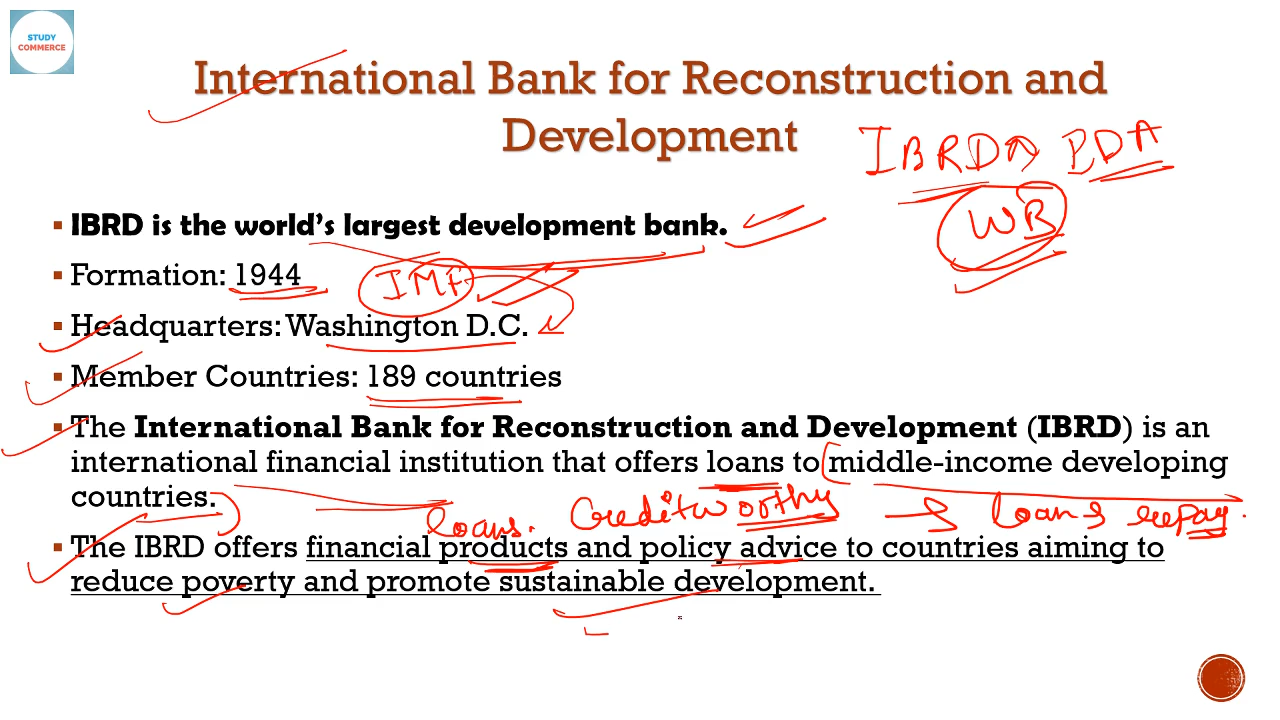 STUDY
COMMERCE
International Bank for Reconstruction and
Development
IBRD IDA
WB
▪ IBRD is the world's largest development bank.
▪ Formation: 1944
IMF
▪ Headquarters: Washington D.C.
▪ Member Countries: 189 countries
▪ The International Bank for Reconstruction and Development (IBRD) is an
international financial institution that offers loans to middle-income developing
countries.
loans. Creditworthy → loans repay.
▪ The IBRD offers financial products and policy advice to countries aiming to
reduce poverty and promote sustainable development.